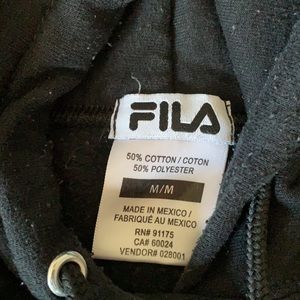 FILA
50% COTTON / COTON
50% POLYESTER
M/M
MADE IN MEXICO /
FABRIQUÉ AU MEXICO
RN# 91175
CA# 60024
VENDOR# 028001